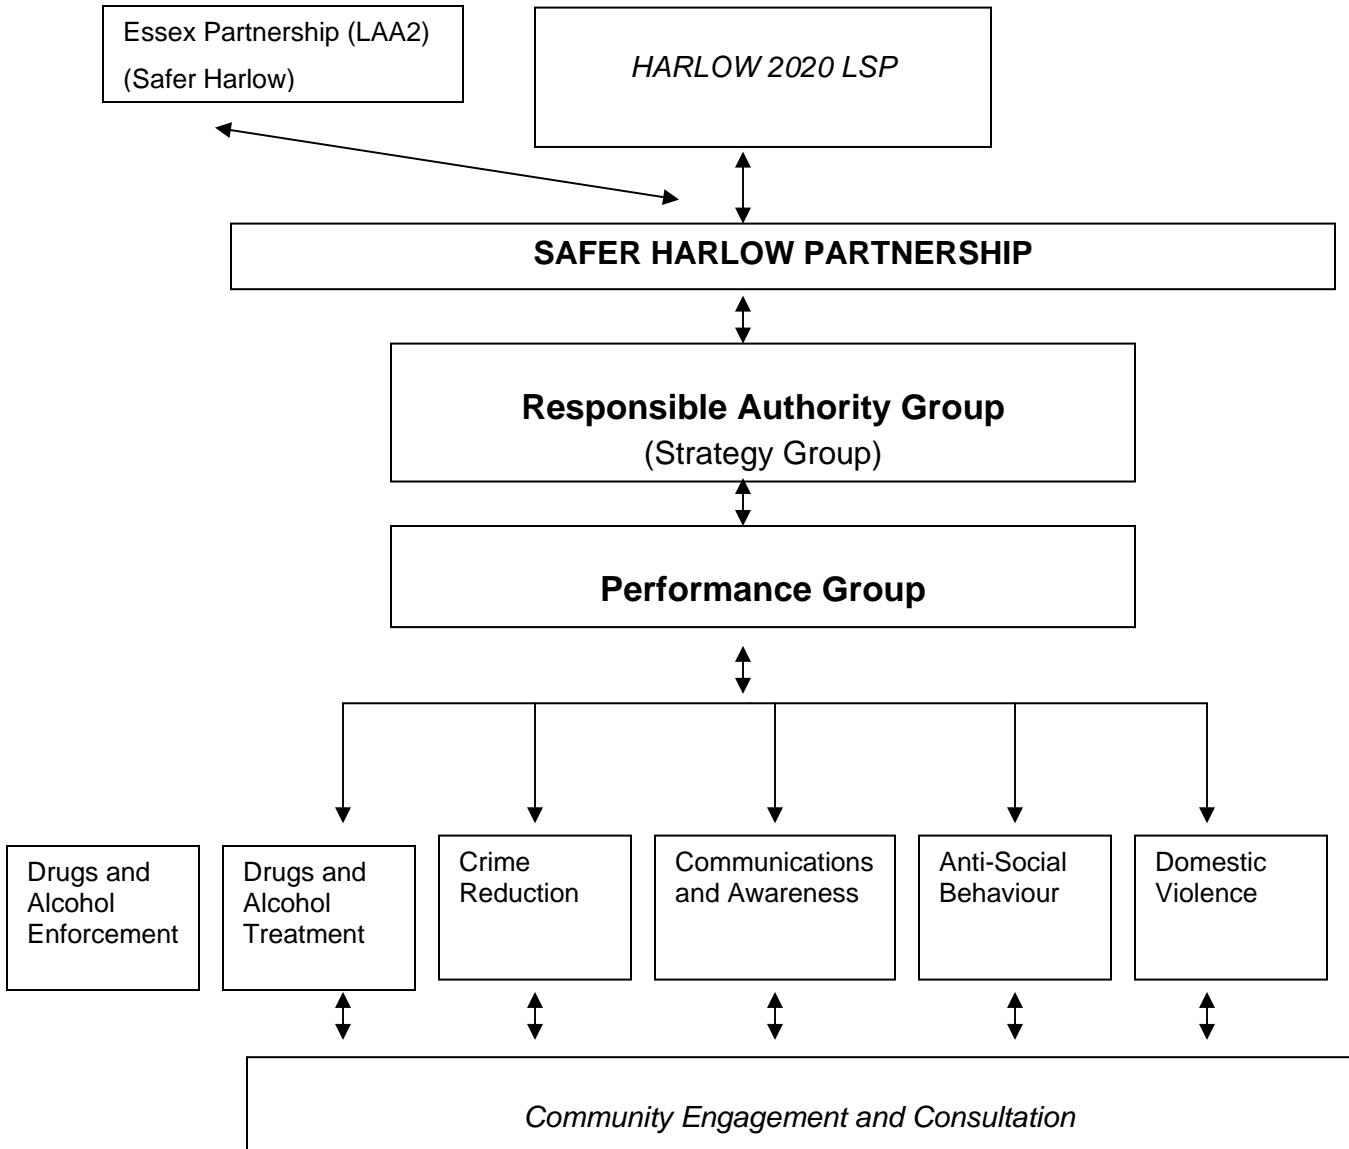 Essex Partnership (LAA2)
(Safer Harlow)
HARLOW 2020 LSP
SAFER HARLOW PARTNERSHIP
Responsible Authority Group
(Strategy Group)
Performance Group
Drugs and
Alcohol
Enforcement
Drugs and
Alcohol
Treatment
Crime
Reduction
Communications
and Awareness
Anti-Social
Behaviour
Domestic
Violence
Community Engagement and Consultation